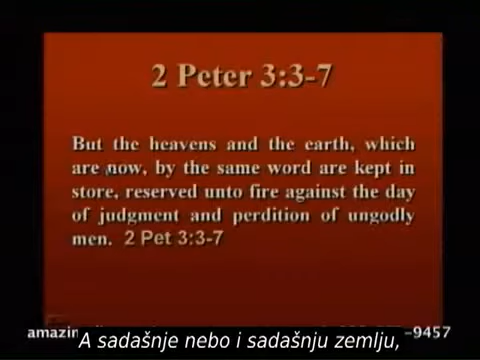 2 Peter 3:3-7
But the heavens and the earth, which
are now, by the same word are kept in
store, reserved unto fire against the day
of judgment and perdition of ungodly
men. 2 Pet 3:3-7
-9457
A sadašnje nebo i sadašnju zemlju,